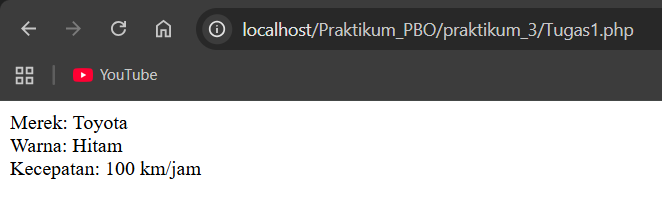 localhost/Praktikum_PBO/praktikum_3/Tugas1.php
YouTube
Merek: Toyota
Warna: Hitam
Kecepatan: 100 km/jam